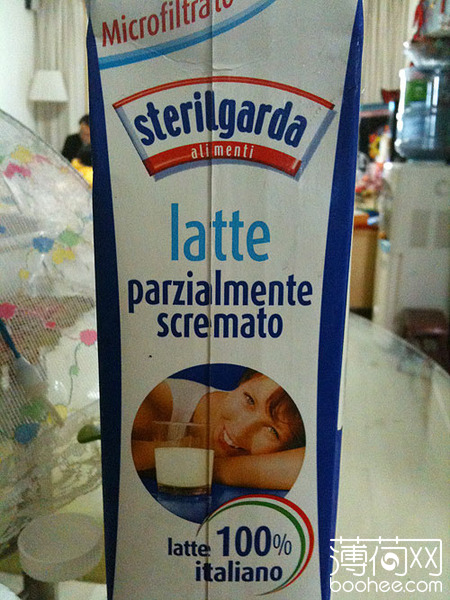 Microfiltrato
sterilgarda
alimenti
latte
parzialmente
scremato
latte 100%
italiano
薄荷网
boohee.com